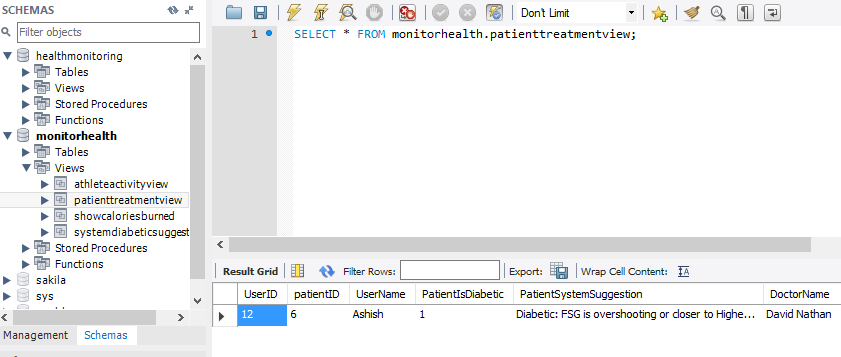 SCHEMAS
Filter objects
healthmonitoring
Tables
Views
Stored Procedures
Functions
monitorhealth
Tables
Views
athleteactivityview
patienttreatmentview
showcaloriesburned
systemdiabeticsuggest
Stored Procedures
Functions
sakila
sys
Management Schemas
Don't Limit
1 SELECT * FROM monitorhealth.patienttreatmentview;
Result Grid Filter Rows: Export: Wrap Cell Content: IA
UserID patientID UserName PatientIsDiabetic PatientSystemSuggestion DoctorName
12 6 Ashish 1 Diabetic: FSG is overshooting or closer to Highe... David Nathan